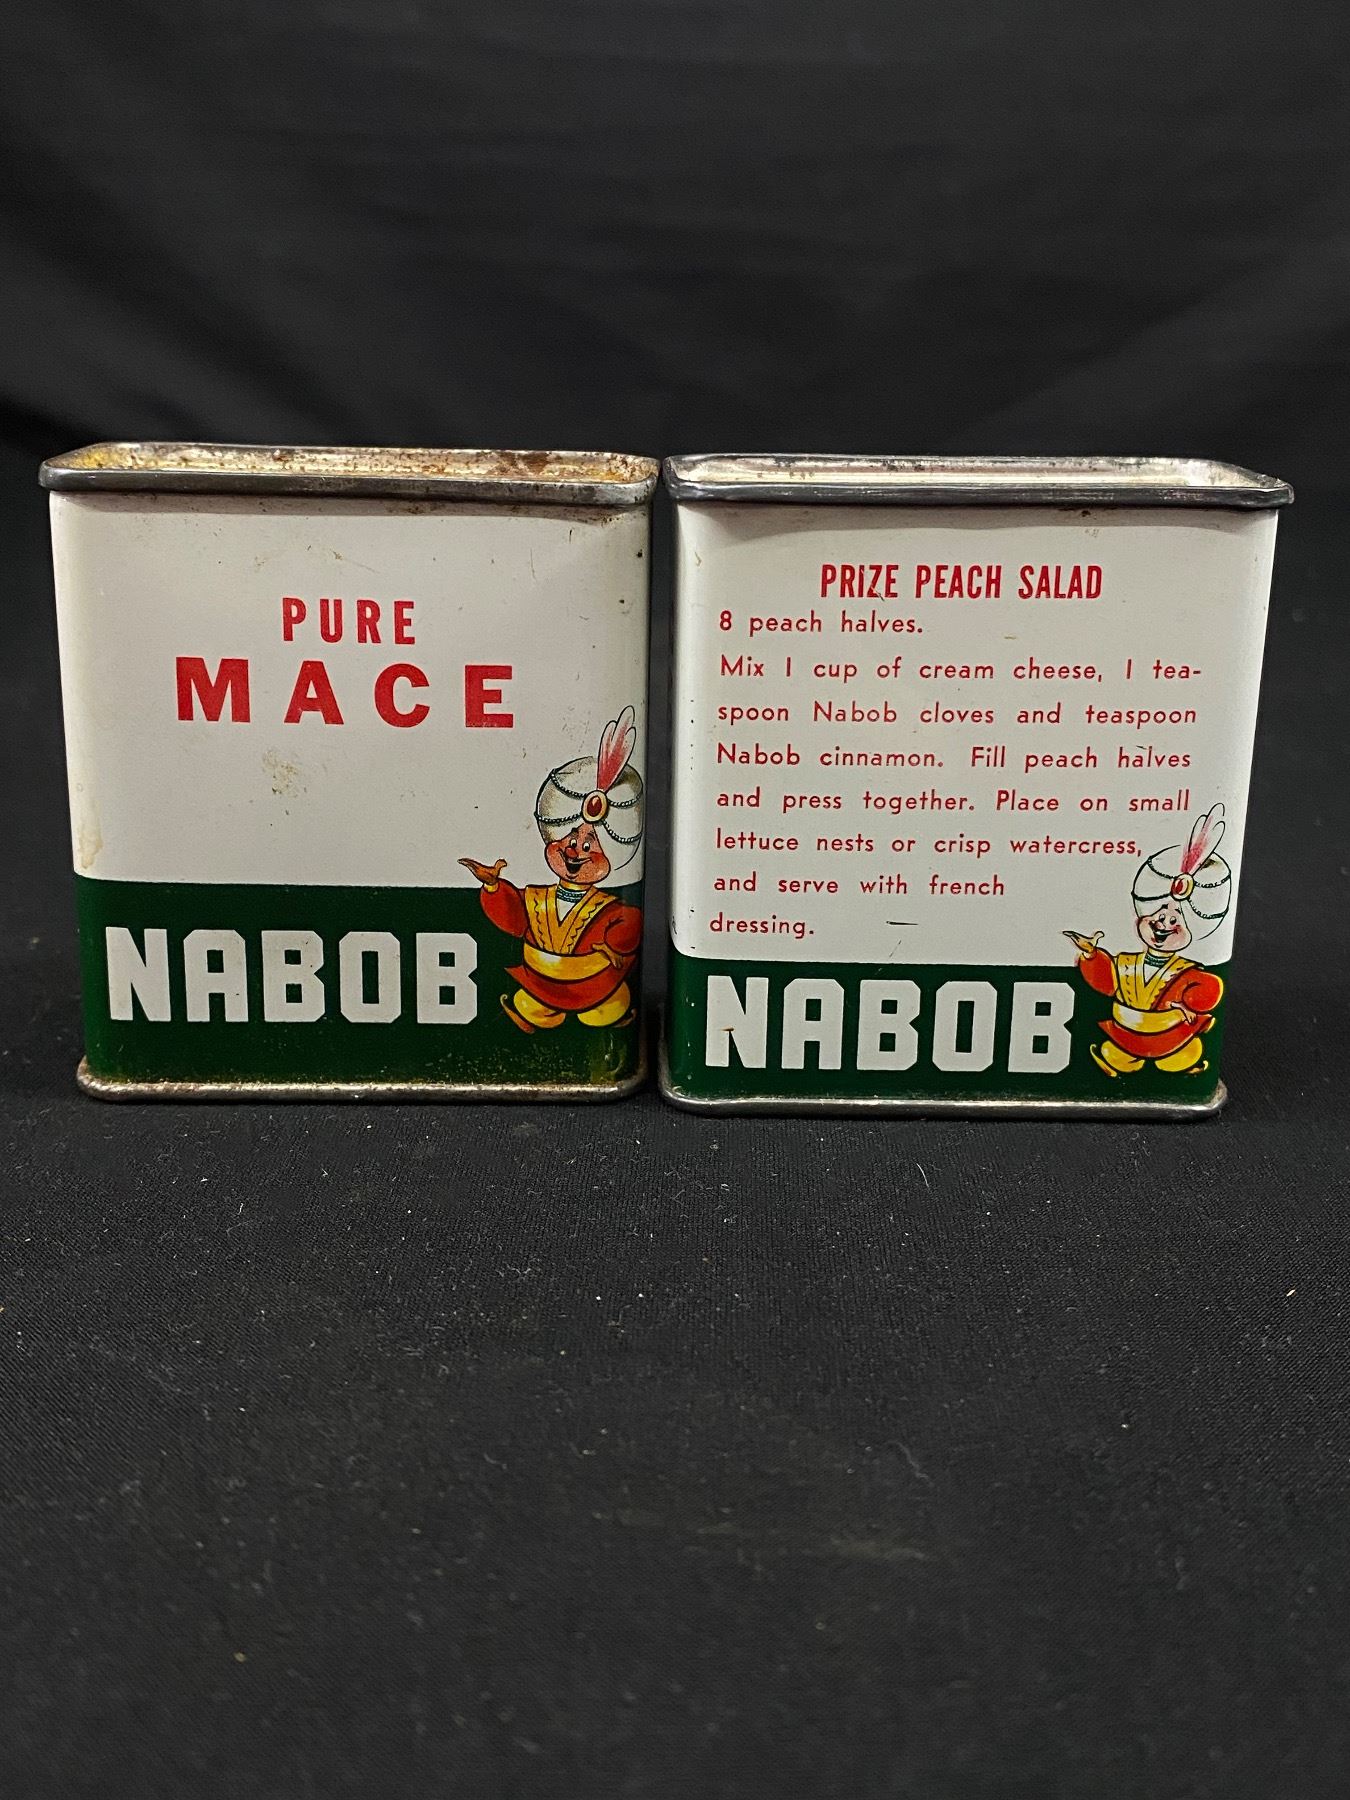 PURE
MACE
NABOB
PRIZE PEACH SALAD
8 peach halves.
Mix 1 cup of cream cheese, 1 tea-
spoon Nabob cloves and teaspoon
Nabob cinnamon. Fill peach halves
and press together. Place on small
lettuce nests or crisp watercress,
and serve with french
dressing.
NABOB